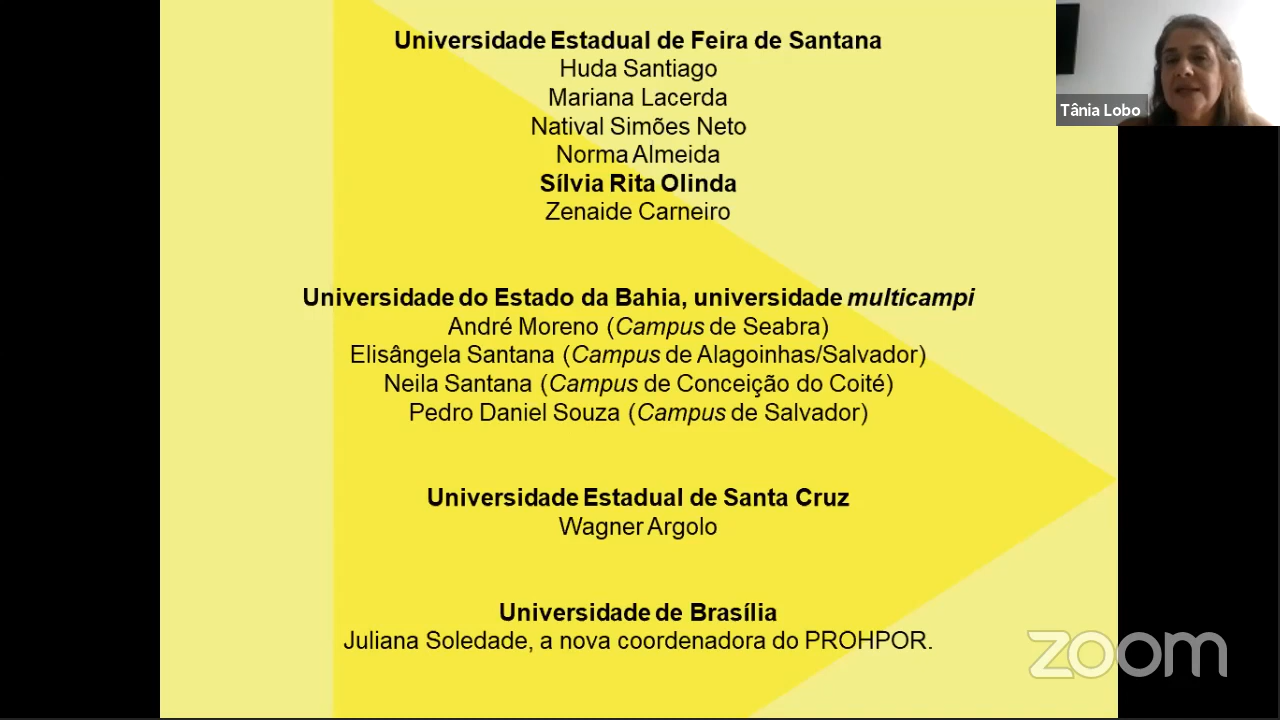 Universidade Estadual de Feira de Santana
Huda Santiago
Mariana Lacerda
Natival Simões Neto
Norma Almeida
Sílvia Rita Olinda
Zenaide Carneiro
Universidade do Estado da Bahia, universidade multicampi
André Moreno (Campus de Seabra)
Elisângela Santana (Campus de Alagoinhas/Salvador)
Neila Santana (Campus de Conceição do Coité)
Pedro Daniel Souza (Campus de Salvador)
Universidade Estadual de Santa Cruz
Wagner Argolo
Universidade de Brasília
Juliana Soledade, a nova coordenadora do PROHPOR.
Tânia Lobo
zoom